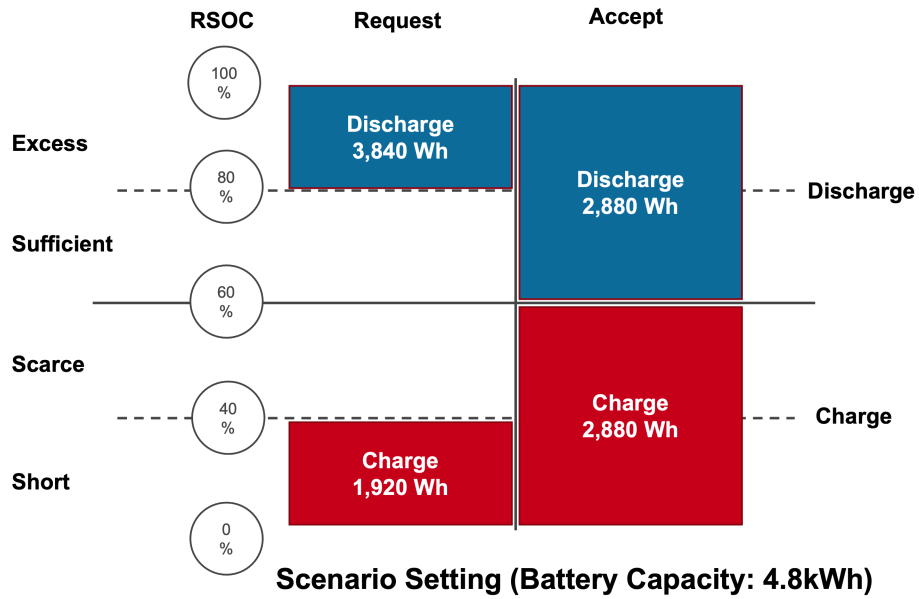 RSOC
Request
Accept
100
%
Discharge
3,840 Wh
Excess
80
%
Discharge
2,880 Wh
Discharge
Sufficient
60
%
Scarce
40
%
Charge
2,880 Wh
Charge
Charge
1,920 Wh
Short
0
%
Scenario Setting (Battery Capacity: 4.8kWh)